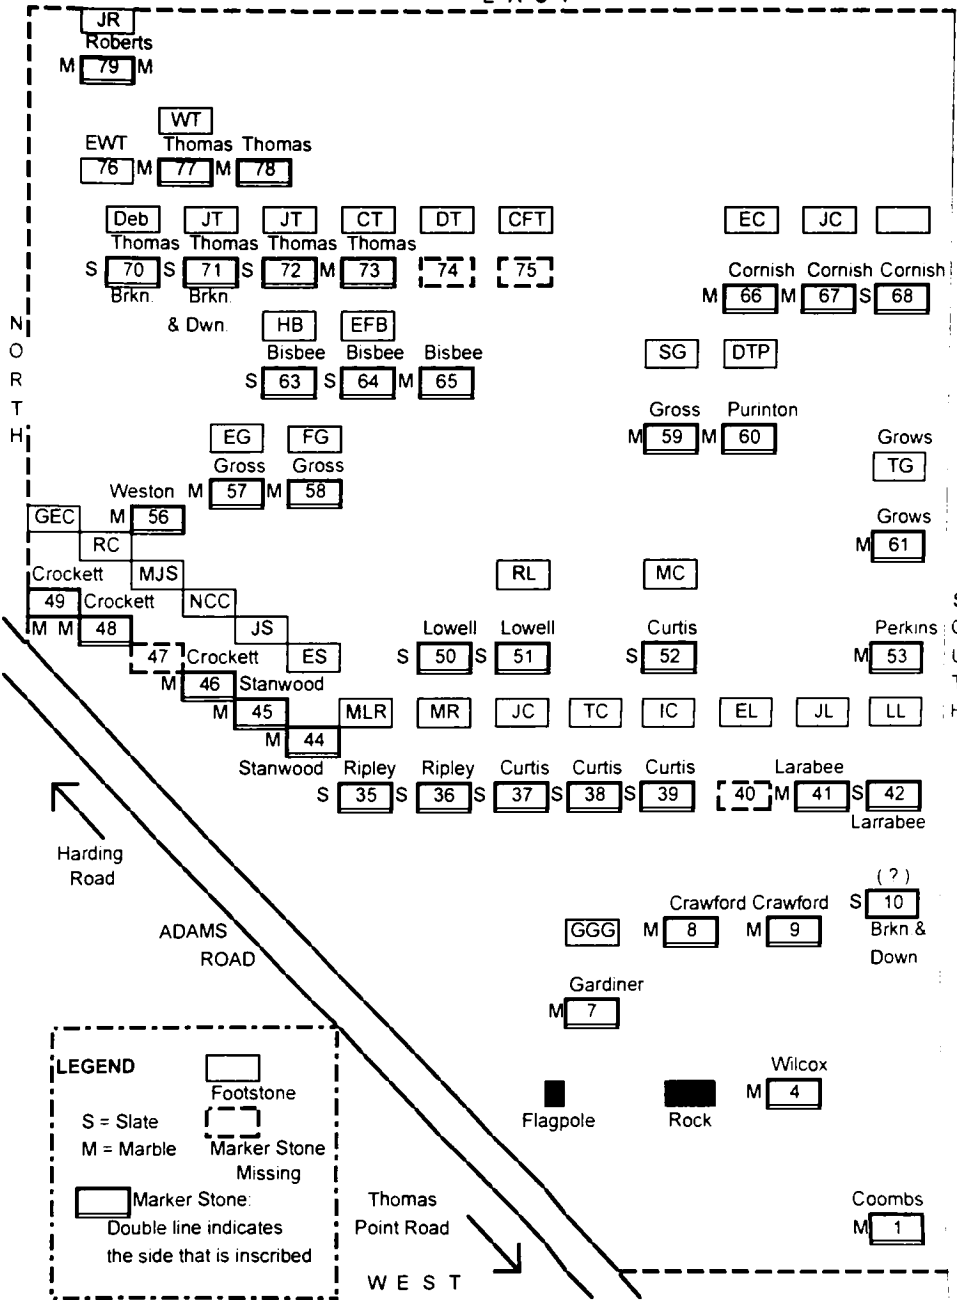 E A S T
JR
Roberts
M 79 M
WT
EWT Thomas Thomas
76 M 77 M 78
Deb JT JT CT DT CFT EC JC
Thomas Thomas Thomas Thomas
S 70 S 71 S 72 M 73 74 75
Cornish Cornish Cornish
M 66 M 67 S 68
Brkn. Brkn.
& Dwn.
N O R T H
HB EFB
Bisbee Bisbee Bisbee
S 63 S 64 M 65
SG DTP
Gross Purinton
M 59 M 60
EG FG
Gross Gross
M 57 M 58
Grows
TG
Weston
M 56
GEC
RC
Grows
M 61
Crockett MJS
RL MC
49 Crockett NCC
M M 48 JS
Lowell Lowell Curtis Perkins
S 50 S 51 S 52 M 53
47 Crockett ES
M 46 Stanwood
M 45 MLR MR JC TC IC EL JL LL
M 44
S O U T H
Stanwood Ripley Ripley Curtis Curtis Curtis Larabee
S 35 S 36 S 37 S 38 S 39 40 M 41 S 42
Larrabee
Harding
Road
( ? )
S 10
Brkn &
Down
Crawford Crawford
GGG M 8 M 9
ADAMS
ROAD
Gardiner
M 7
Wilcox
M 4
Flagpole Rock
LEGEND
Footstone
S = Slate
M = Marble
Marker Stone
Missing
Marker Stone:
Double line indicates
the side that is inscribed
Thomas
Point Road
Coombs
M 1
W E S T